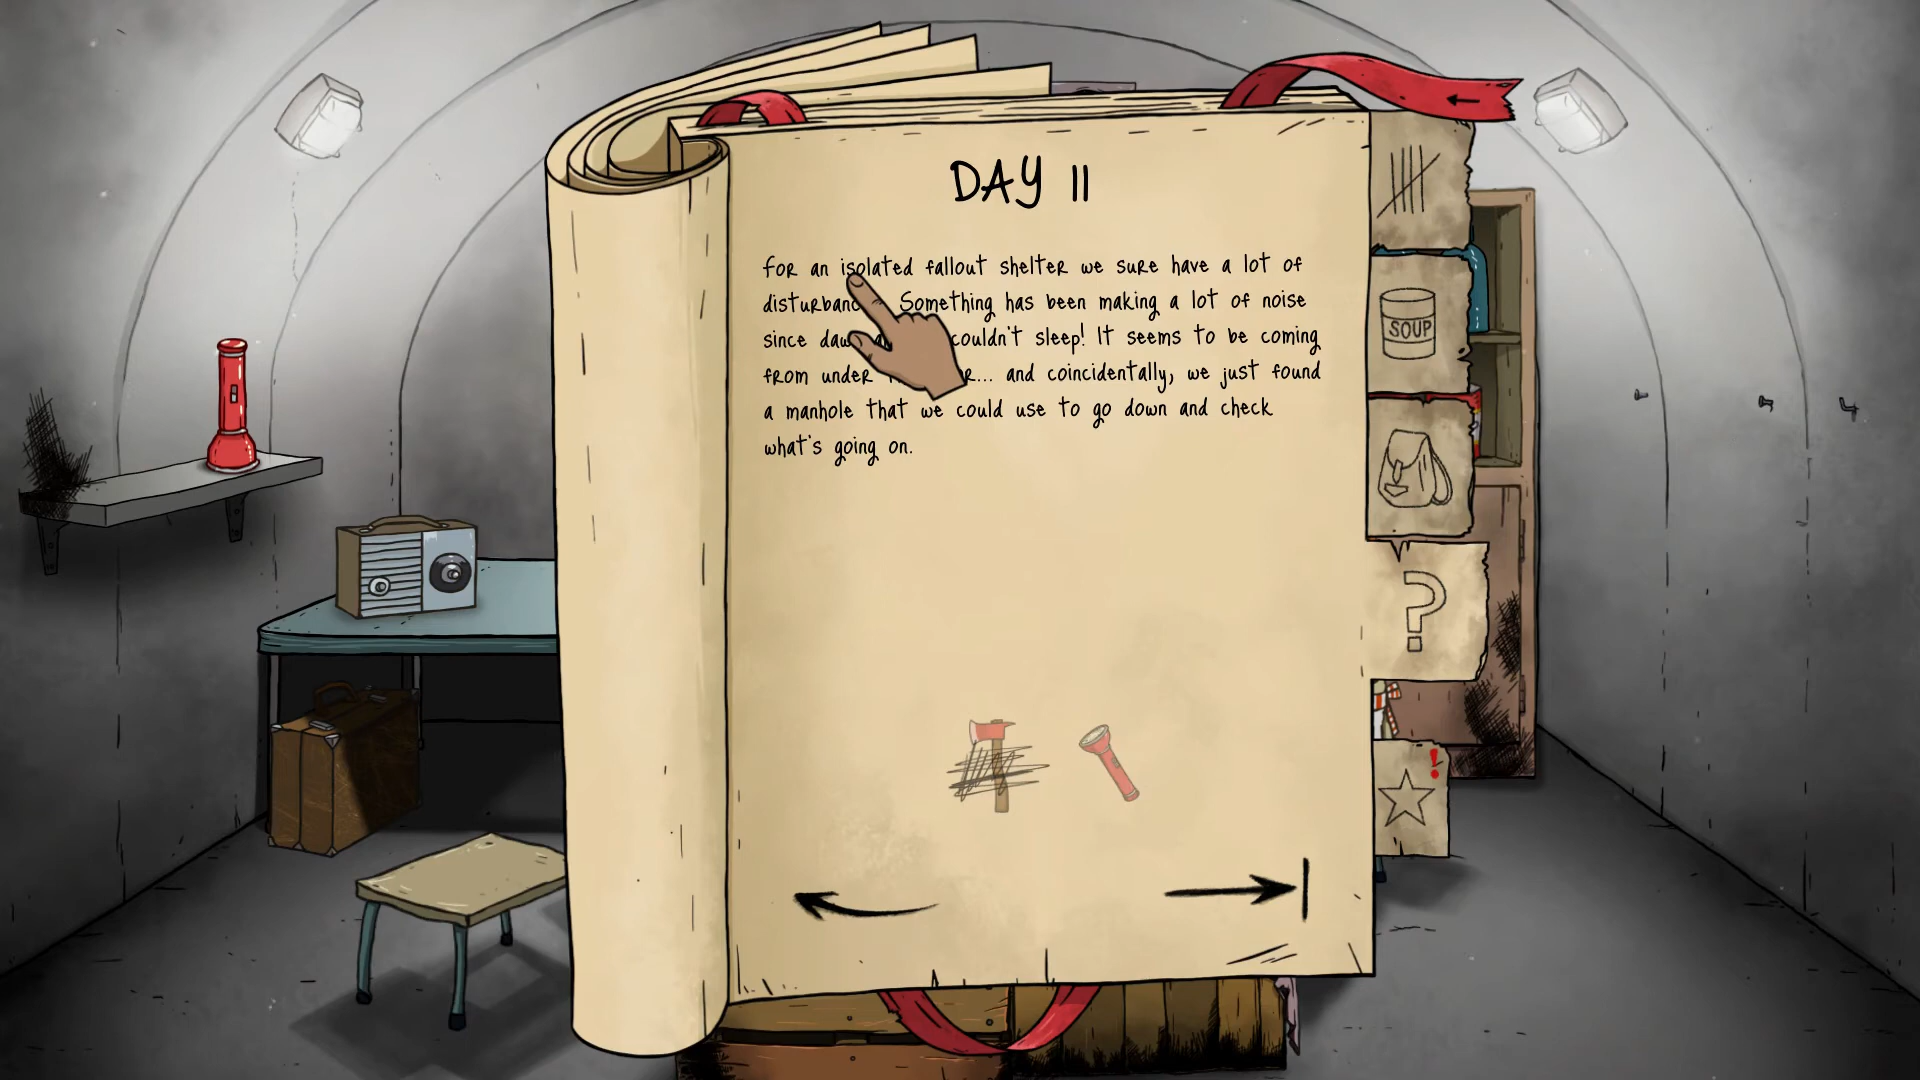 DAY 11
For an isolated fallout shelter we sure have a lot of
Something has been making a lot of noise
since couldn't sleep! It seems to be coming
from under and coincidentally, we just found
a manhole that we could use to go down and check
what's going on.
SOUP
?
!